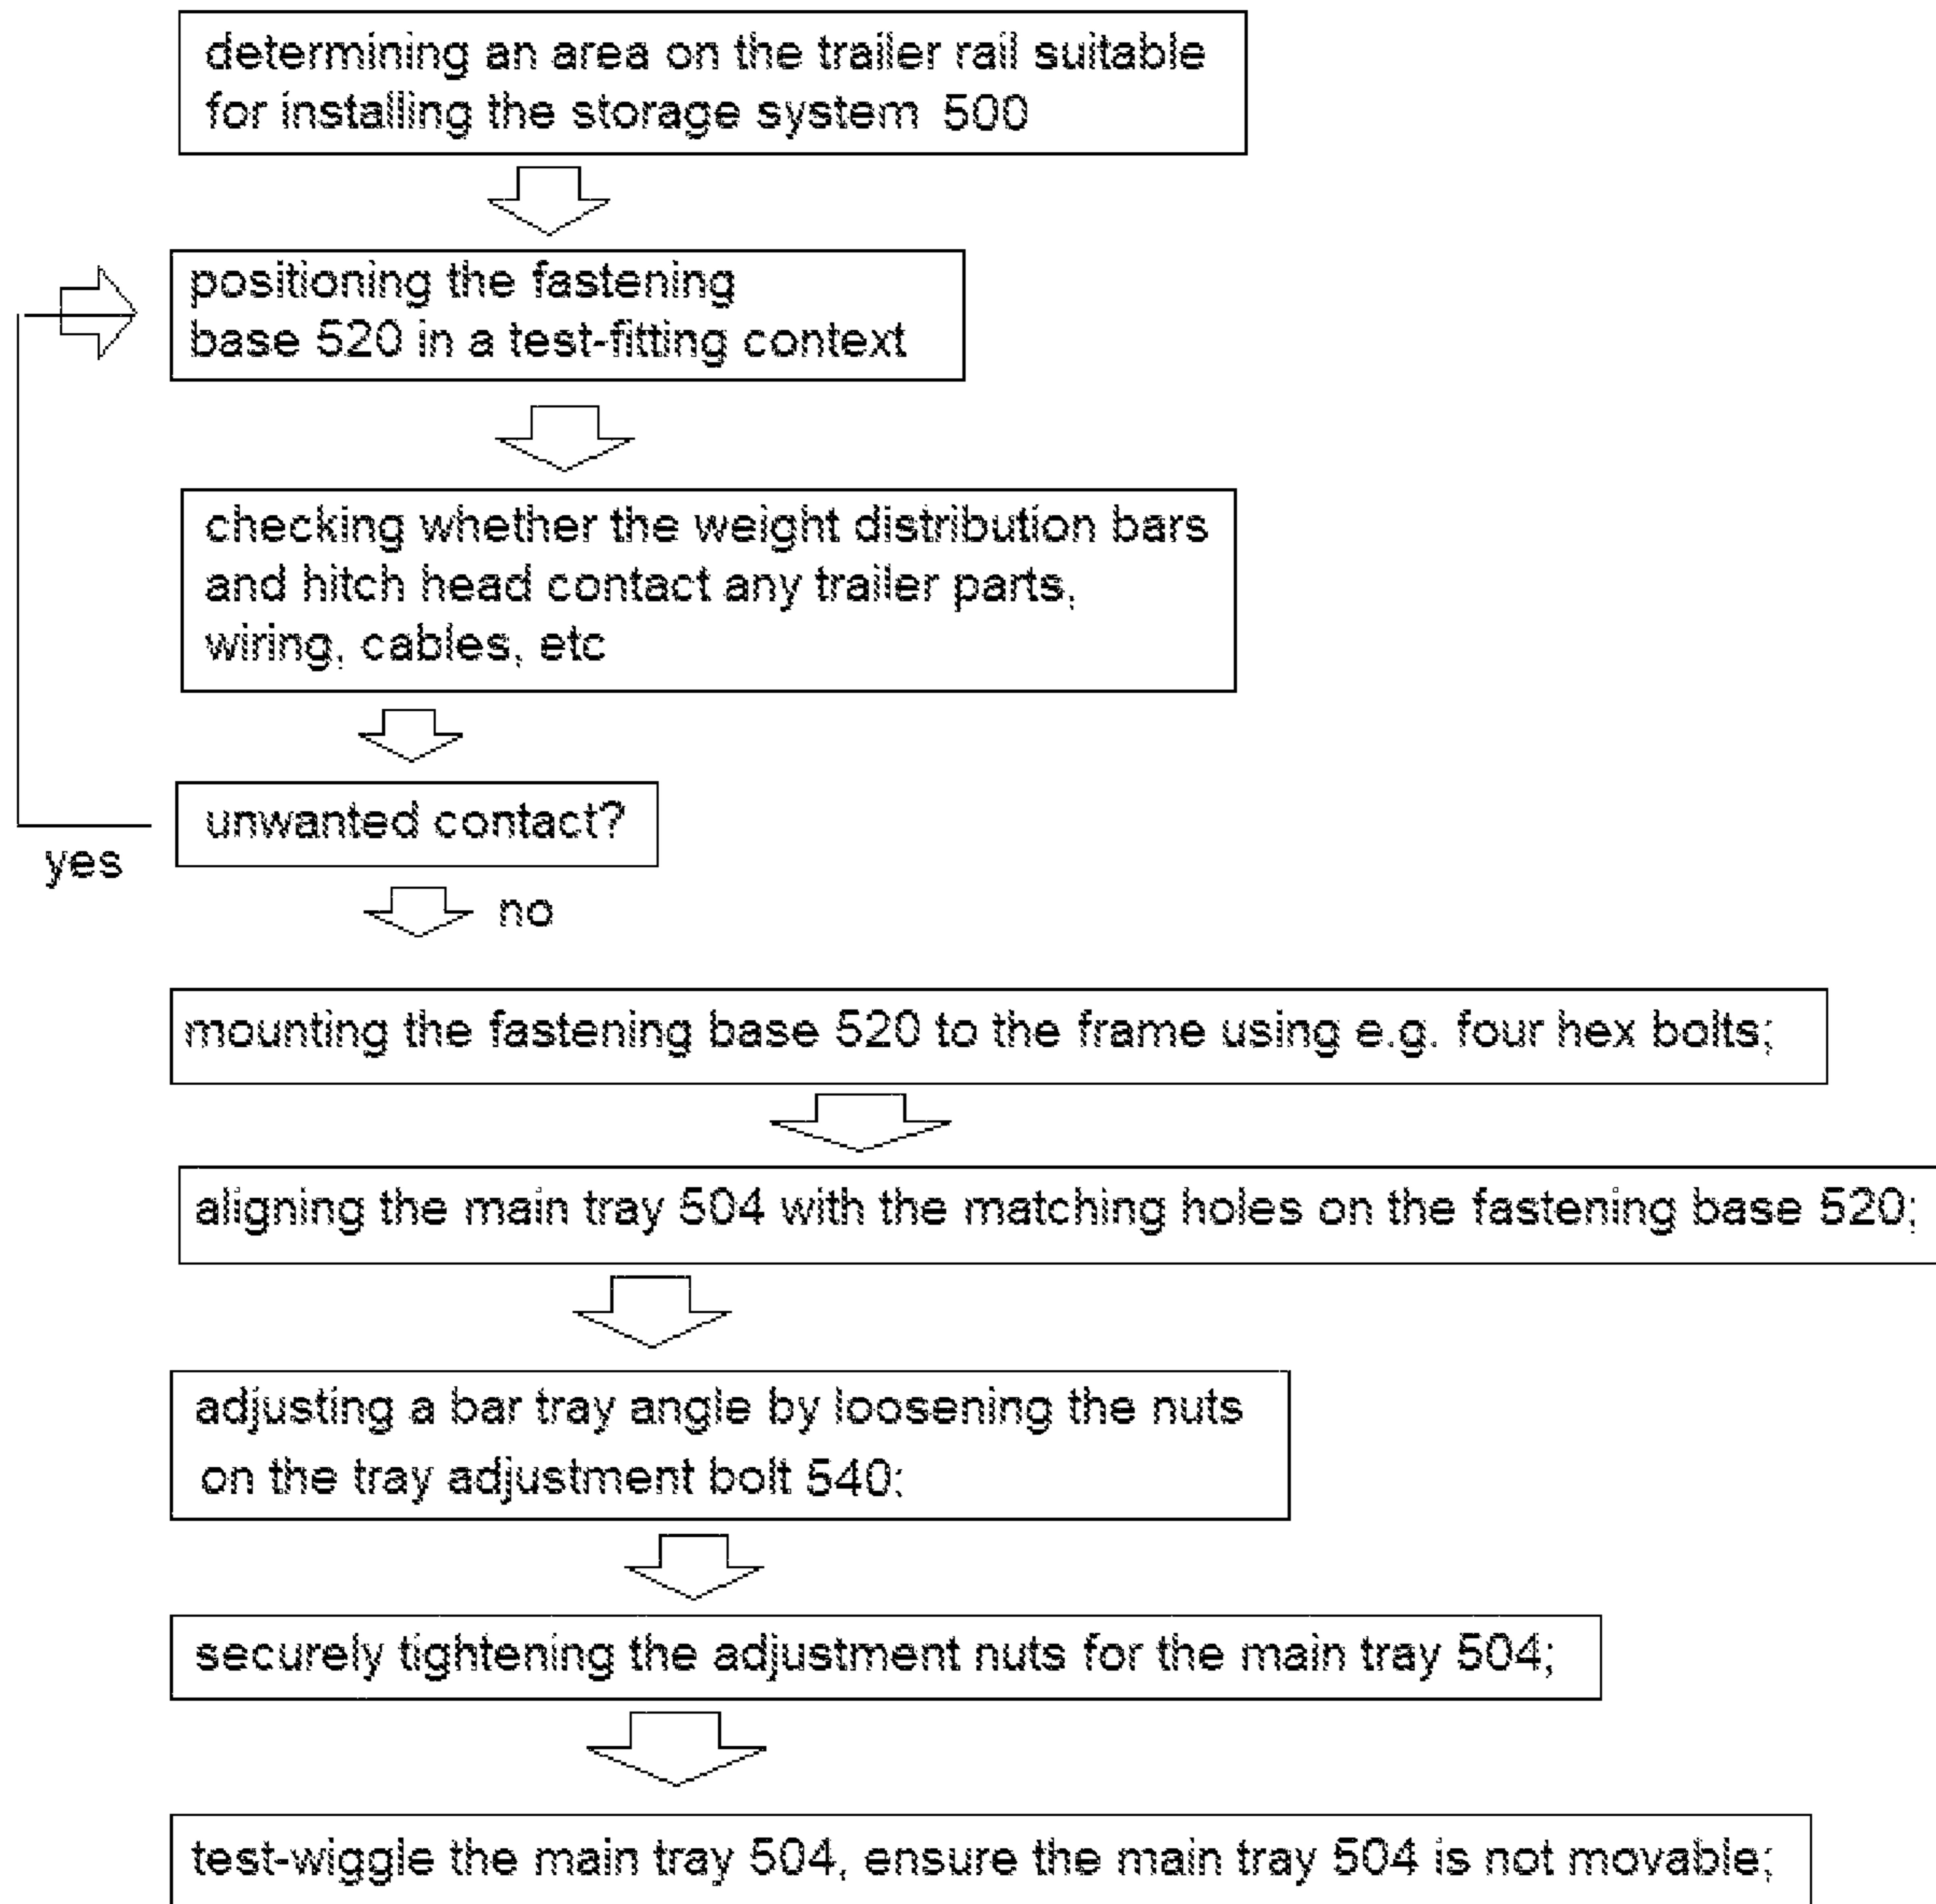 determining an area on the trailer rail suitable
for installing the storage system 500
positioning the fastening
base 520 in a test-fitting context
checking whether the weight distribution bars
and hitch head contact any trailer parts,
wiring, cables, etc
unwanted contact?
yes
no
mounting the fastening base 520 to the frame using e.g. four hex bolts;
aligning the main tray 504 with the matching holes on the fastening base 520;
adjusting a bar tray angle by loosening the nuts
on the tray adjustment bolt 540;
securely tightening the adjustment nuts for the main tray 504;
test-wiggle the main tray 504, ensure the main tray 504 is not movable;